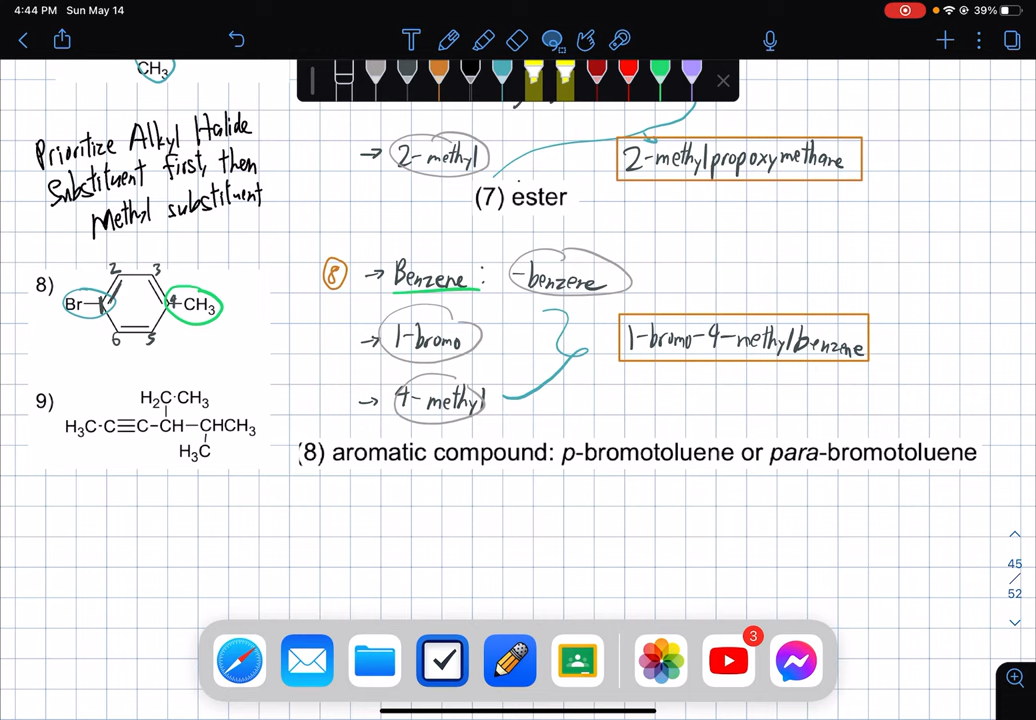 4:44 PM Sun May 14
39%
CH₃
Prioritize Alkyl Halide
Substituent first, then
Methyl substituent
→ 2-methyl
2-methylpropoxymethane
(7) ester
8)
2 3
Br 1 4 CH₃
6 5
8 → Benzene: -benzene
→ 1-bromo
1-bromo-4-methylbenzene
→ 4-methyl
(8) aromatic compound: p-bromotoluene or para-bromotoluene
9)
H₂C·CH₃
H₃C·C≡C–CH–CHCH₃
H₃C
45
52
3